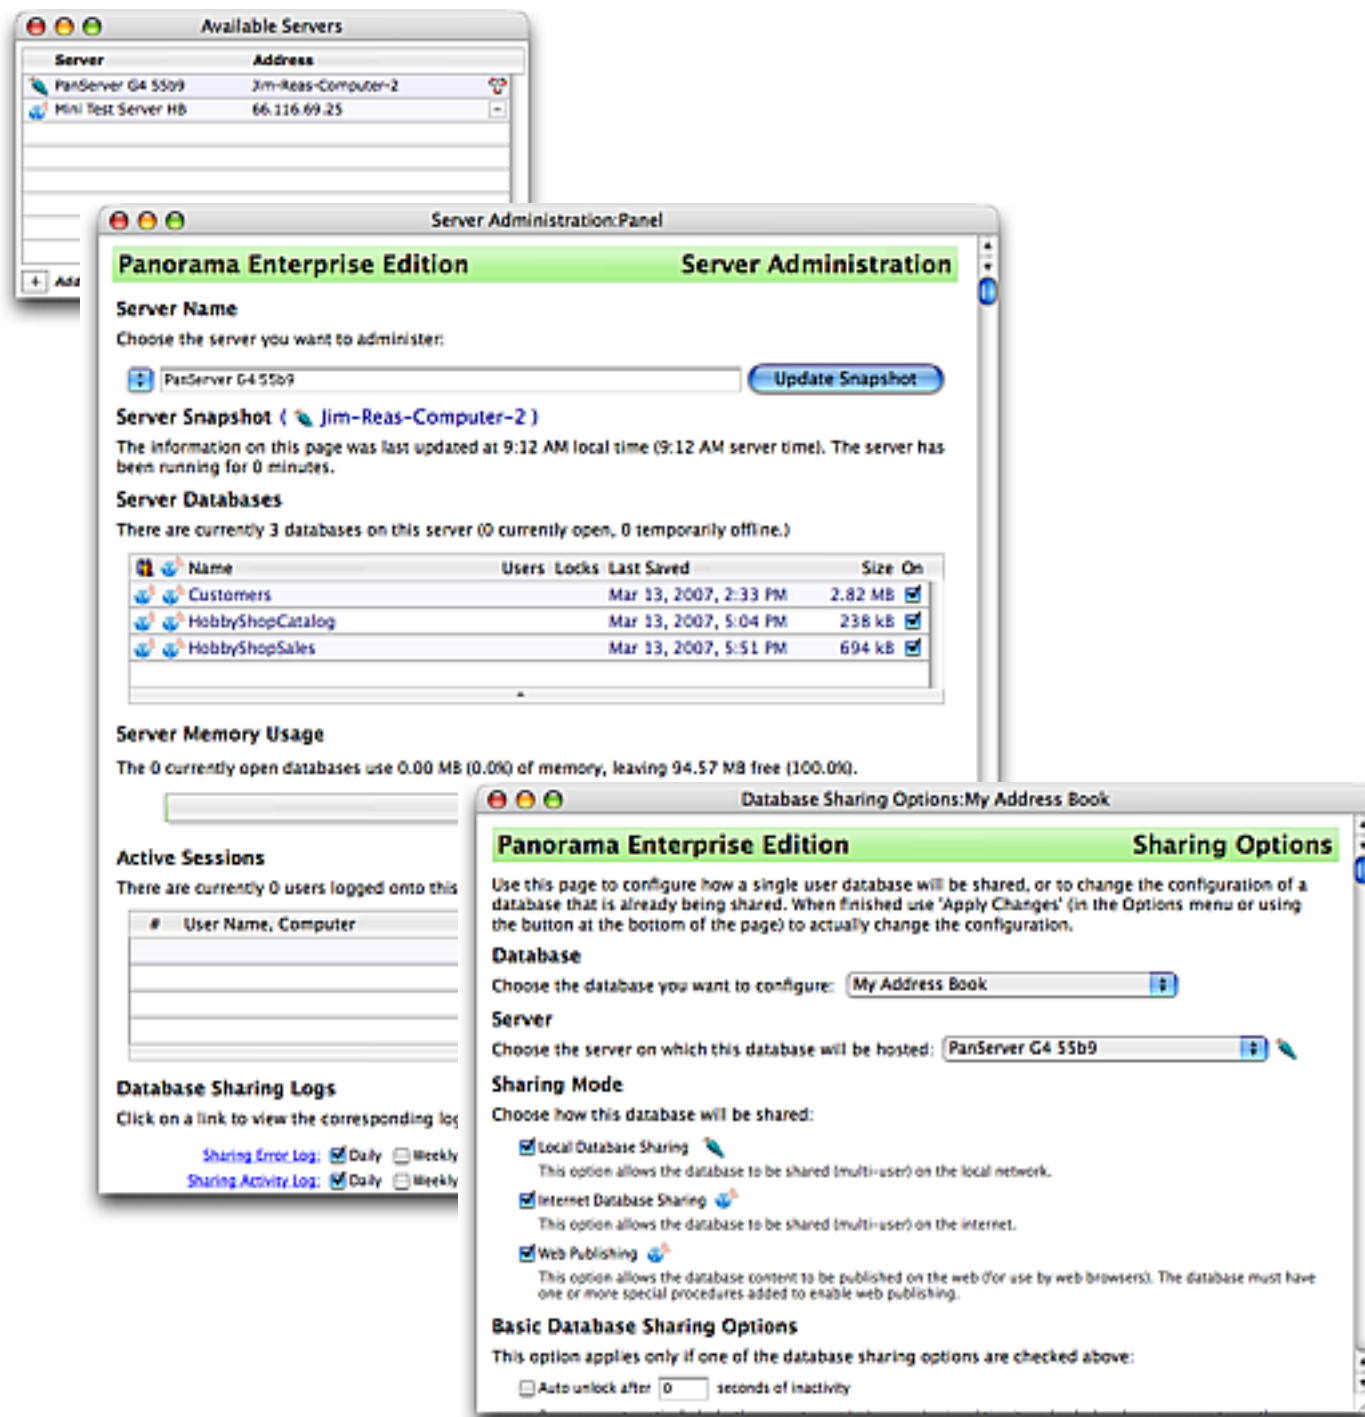 Available Servers
Server Address
PanServer G4 55b9 Jim-Reas-Computer-2
Mini Test Server HB 66.116.69.25
+ Add
Server Administration:Panel
Panorama Enterprise Edition Server Administration
Server Name
Choose the server you want to administer:
PanServer G4 55b9 Update Snapshot
Server Snapshot ( Jim-Reas-Computer-2 )
The information on this page was last updated at 9:12 AM local time (9:12 AM server time). The server has
been running for 0 minutes.
Server Databases
There are currently 3 databases on this server (0 currently open, 0 temporarily offline.)
Name Users Locks Last Saved Size On
Customers Mar 13, 2007, 2:33 PM 2.82 MB
HobbyShopCatalog Mar 13, 2007, 5:04 PM 238 kB
HobbyShopSales Mar 13, 2007, 5:51 PM 694 kB
Server Memory Usage
The 0 currently open databases use 0.00 MB (0.0%) of memory, leaving 94.57 MB free (100.0%).
Active Sessions
There are currently 0 users logged onto this
# User Name, Computer
Database Sharing Logs
Click on a link to view the corresponding log
Sharing Error Log: Daily Weekly
Sharing Activity Log: Daily Weekly
Database Sharing Options:My Address Book
Panorama Enterprise Edition Sharing Options
Use this page to configure how a single user database will be shared, or to change the configuration of a
database that is already being shared. When finished use 'Apply Changes' (in the Options menu or using
the button at the bottom of the page) to actually change the configuration.
Database
Choose the database you want to configure: My Address Book
Server
Choose the server on which this database will be hosted: PanServer G4 55b9
Sharing Mode
Choose how this database will be shared:
Local Database Sharing
This option allows the database to be shared (multi-user) on the local network.
Internet Database Sharing
This option allows the database to be shared (multi-user) on the internet.
Web Publishing
This option allows the database content to be published on the web (for use by web browsers). The database must have
one or more special procedures added to enable web publishing.
Basic Database Sharing Options
This option applies only if one of the database sharing options are checked above:
Auto unlock after 0 seconds of inactivity